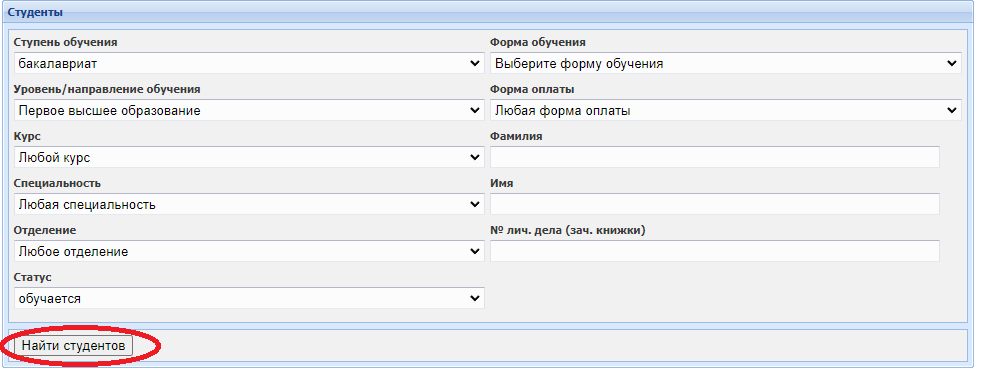 Студенты
Ступень обучения
бакалавриат
Форма обучения
Выберите форму обучения
Уровень/направление обучения
Первое высшее образование
Форма оплаты
Любая форма оплаты
Курс
Любой курс
Фамилия
Специальность
Любая специальность
Имя
Отделение
Любое отделение
№ лич. дела (зач. книжки)
Статус
обучается
Найти студентов